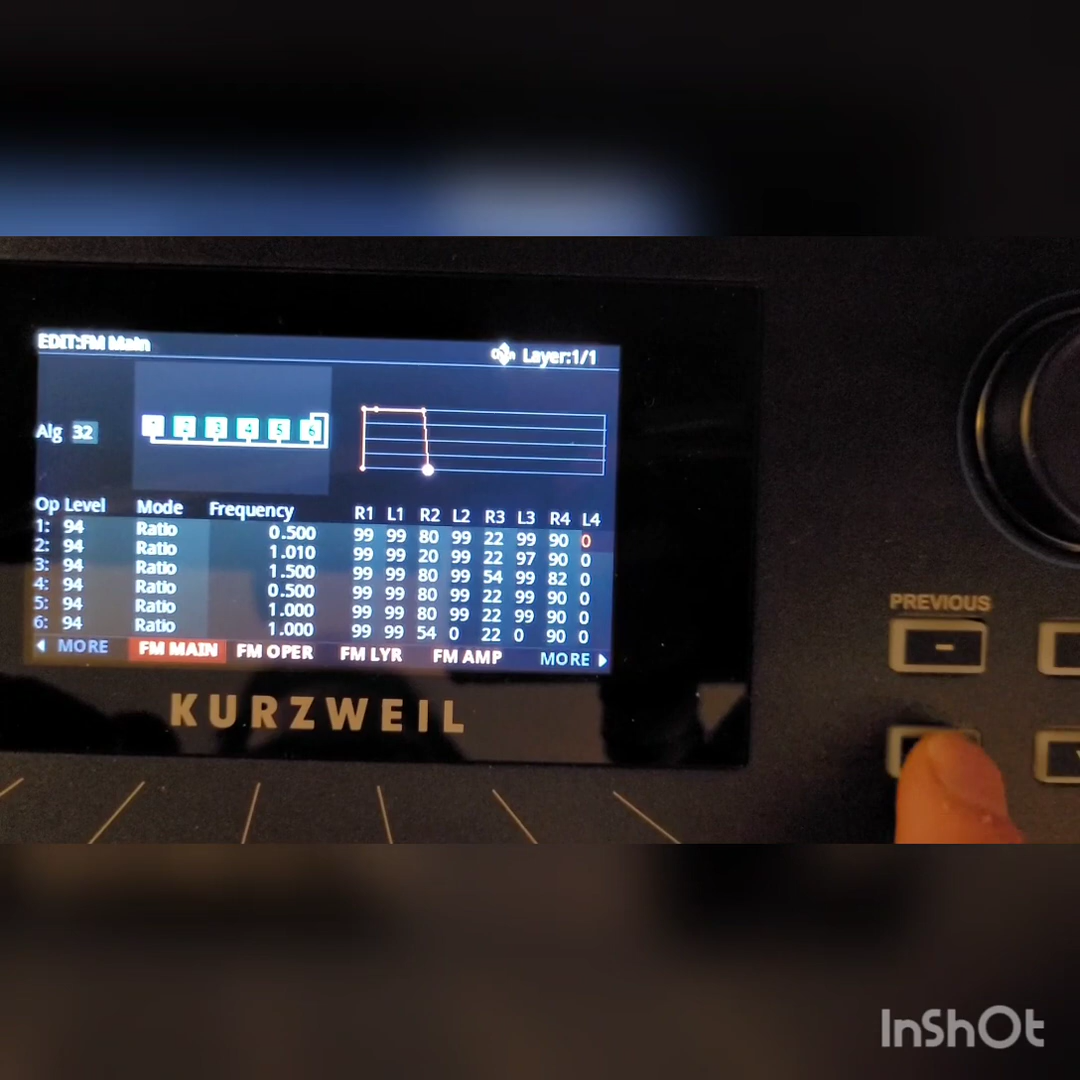 EDIT:FM Main
Layer:1/1
Alg 32
1 2 3 4 5 6
Op Level Mode Frequency R1 L1 R2 L2 R3 L3 R4 L4
1: 94 Ratio 0.500 99 99 80 99 22 99 90 0
2: 94 Ratio 1.010 99 99 20 99 22 97 90 0
3: 94 Ratio 1.500 99 99 80 99 54 99 82 0
4: 94 Ratio 0.500 99 99 80 99 22 99 90 0
5: 94 Ratio 1.000 99 99 80 99 22 99 90 0
6: 94 Ratio 1.000 99 99 54 0 22 0 90 0
MORE FM MAIN FM OPER FM LYR FM AMP MORE
KURZWEIL
PREVIOUS
-
InShOt